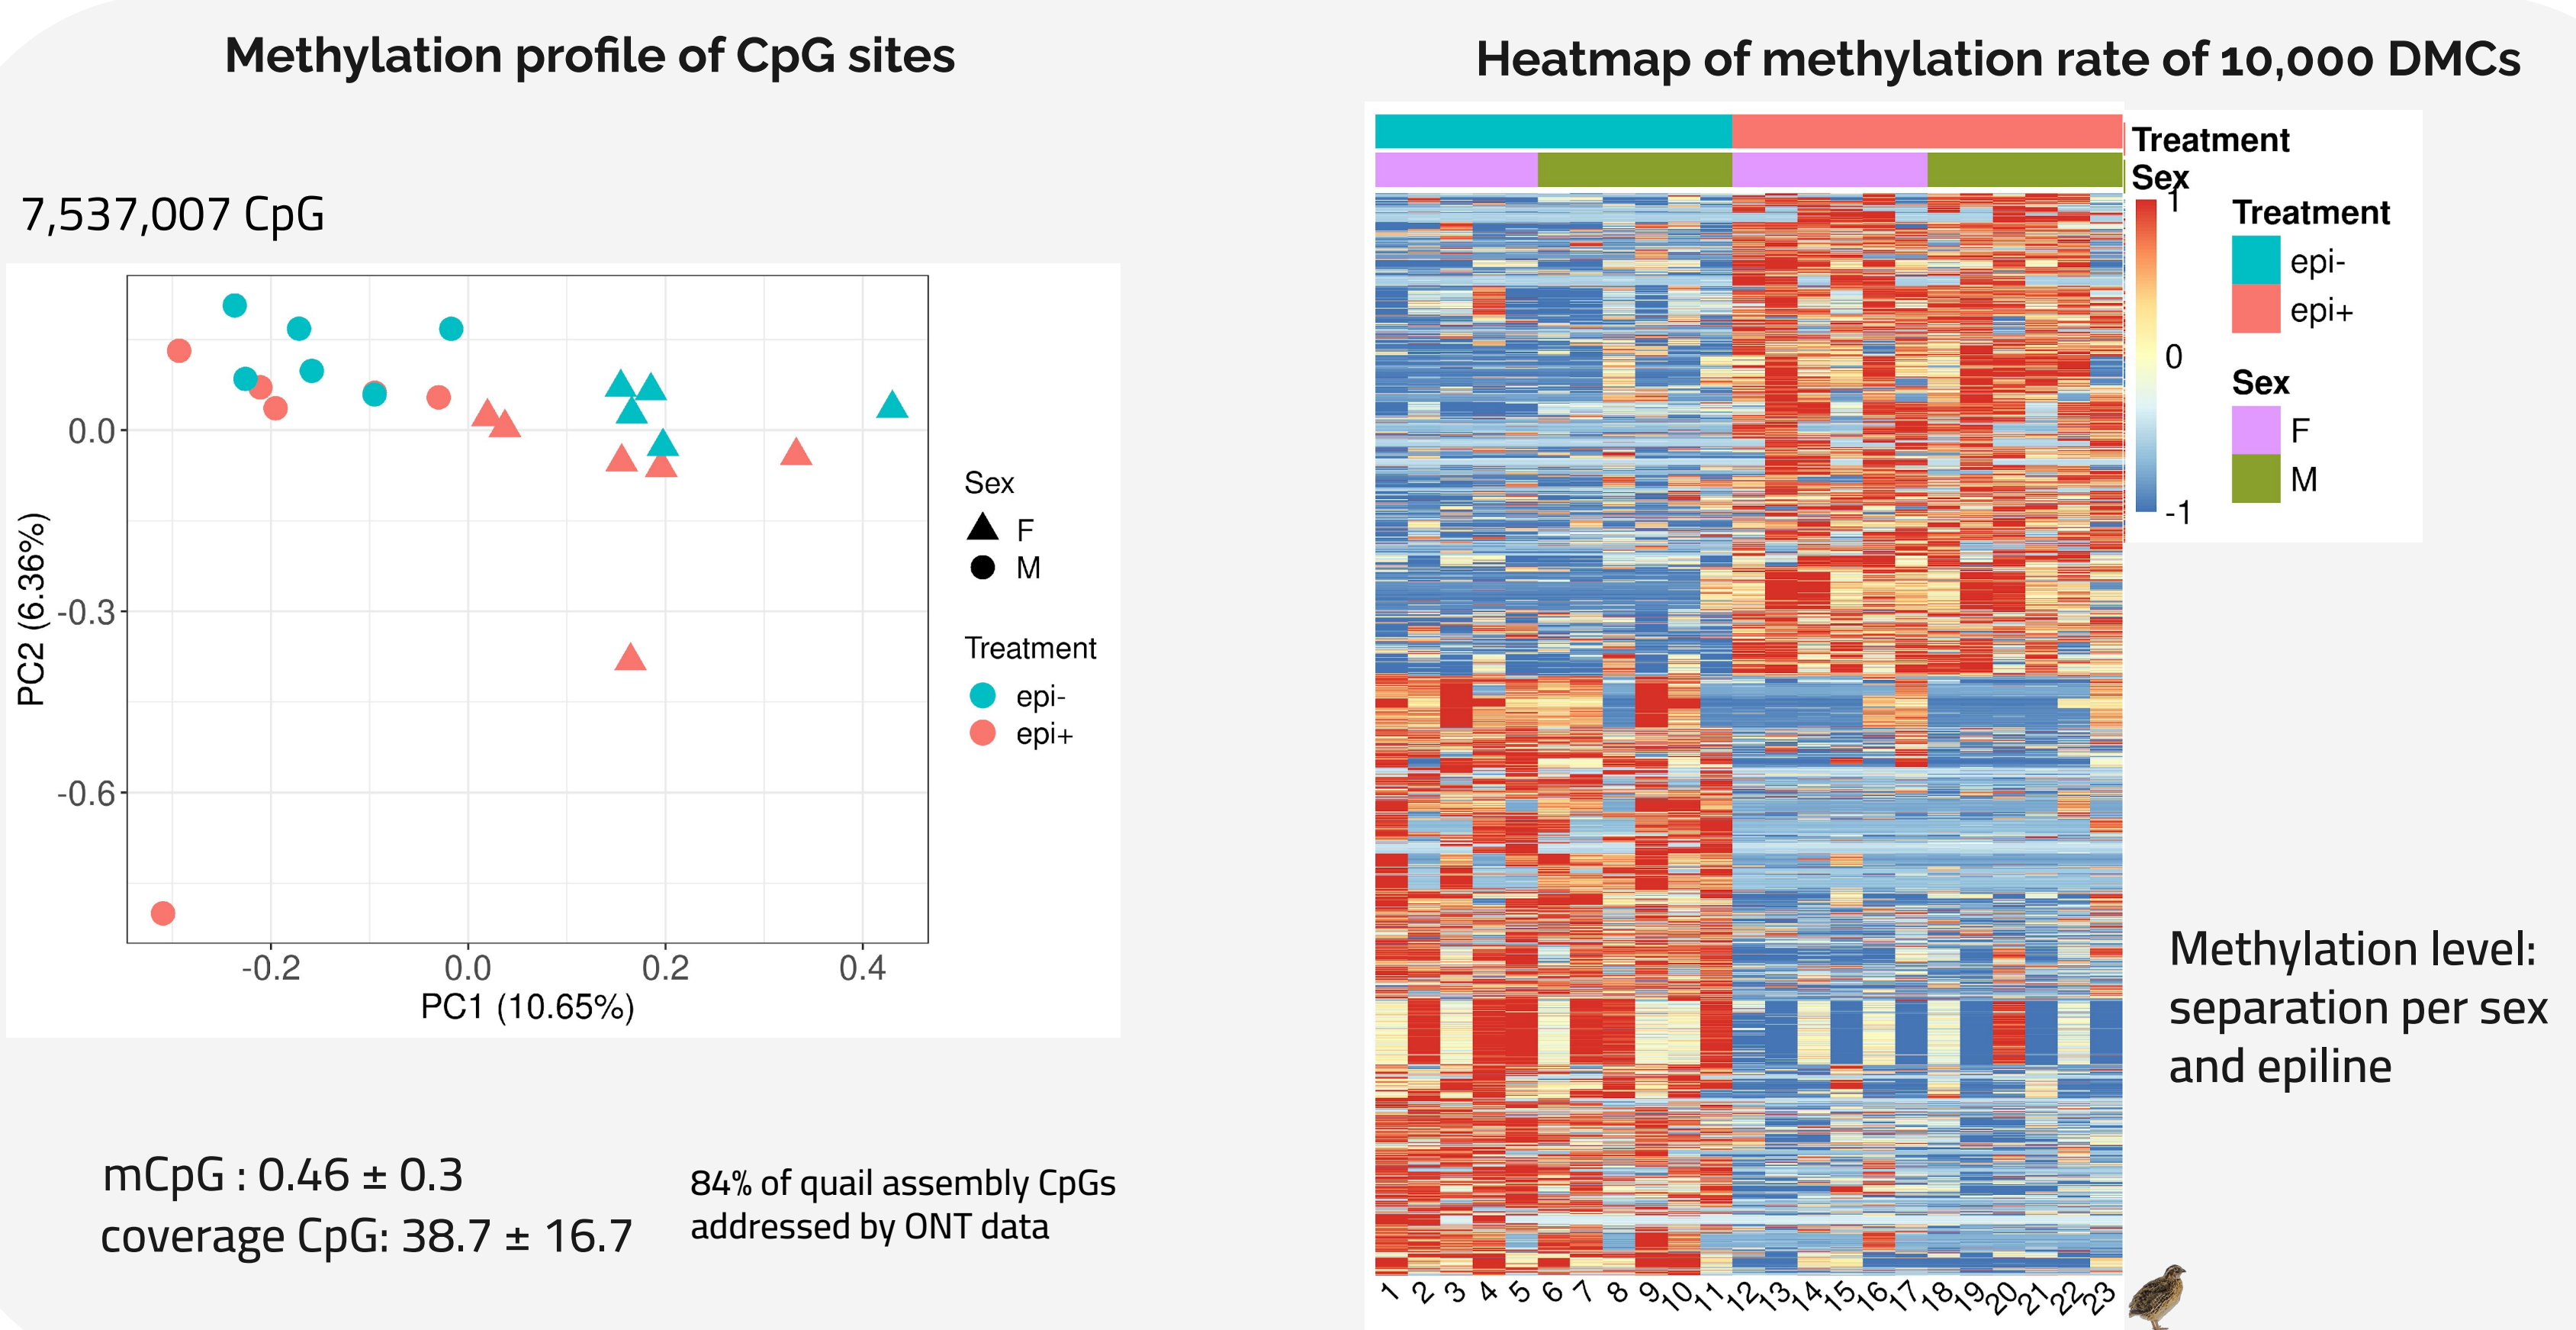 Methylation profile of CpG sites
7,537,007 CpG
0.0
-0.3
-0.6
-0.2
0.0
0.2
0.4
PC2 (6.36%)
PC1 (10.65%)
Sex
F
M
Treatment
epi-
epi+
mCpG : 0.46 ± 0.3
coverage CpG: 38.7 ± 16.7
84% of quail assembly CpGs
addressed by ONT data
Heatmap of methylation rate of 10,000 DMCs
Treatment
Sex
1
0
-1
Treatment
epi-
epi+
Sex
F
M
Methylation level:
separation per sex
and epiline
1 2 3 4 5 6 7 8 9 10 11 12 13 14 15 16 17 18 19 20 21 22 23